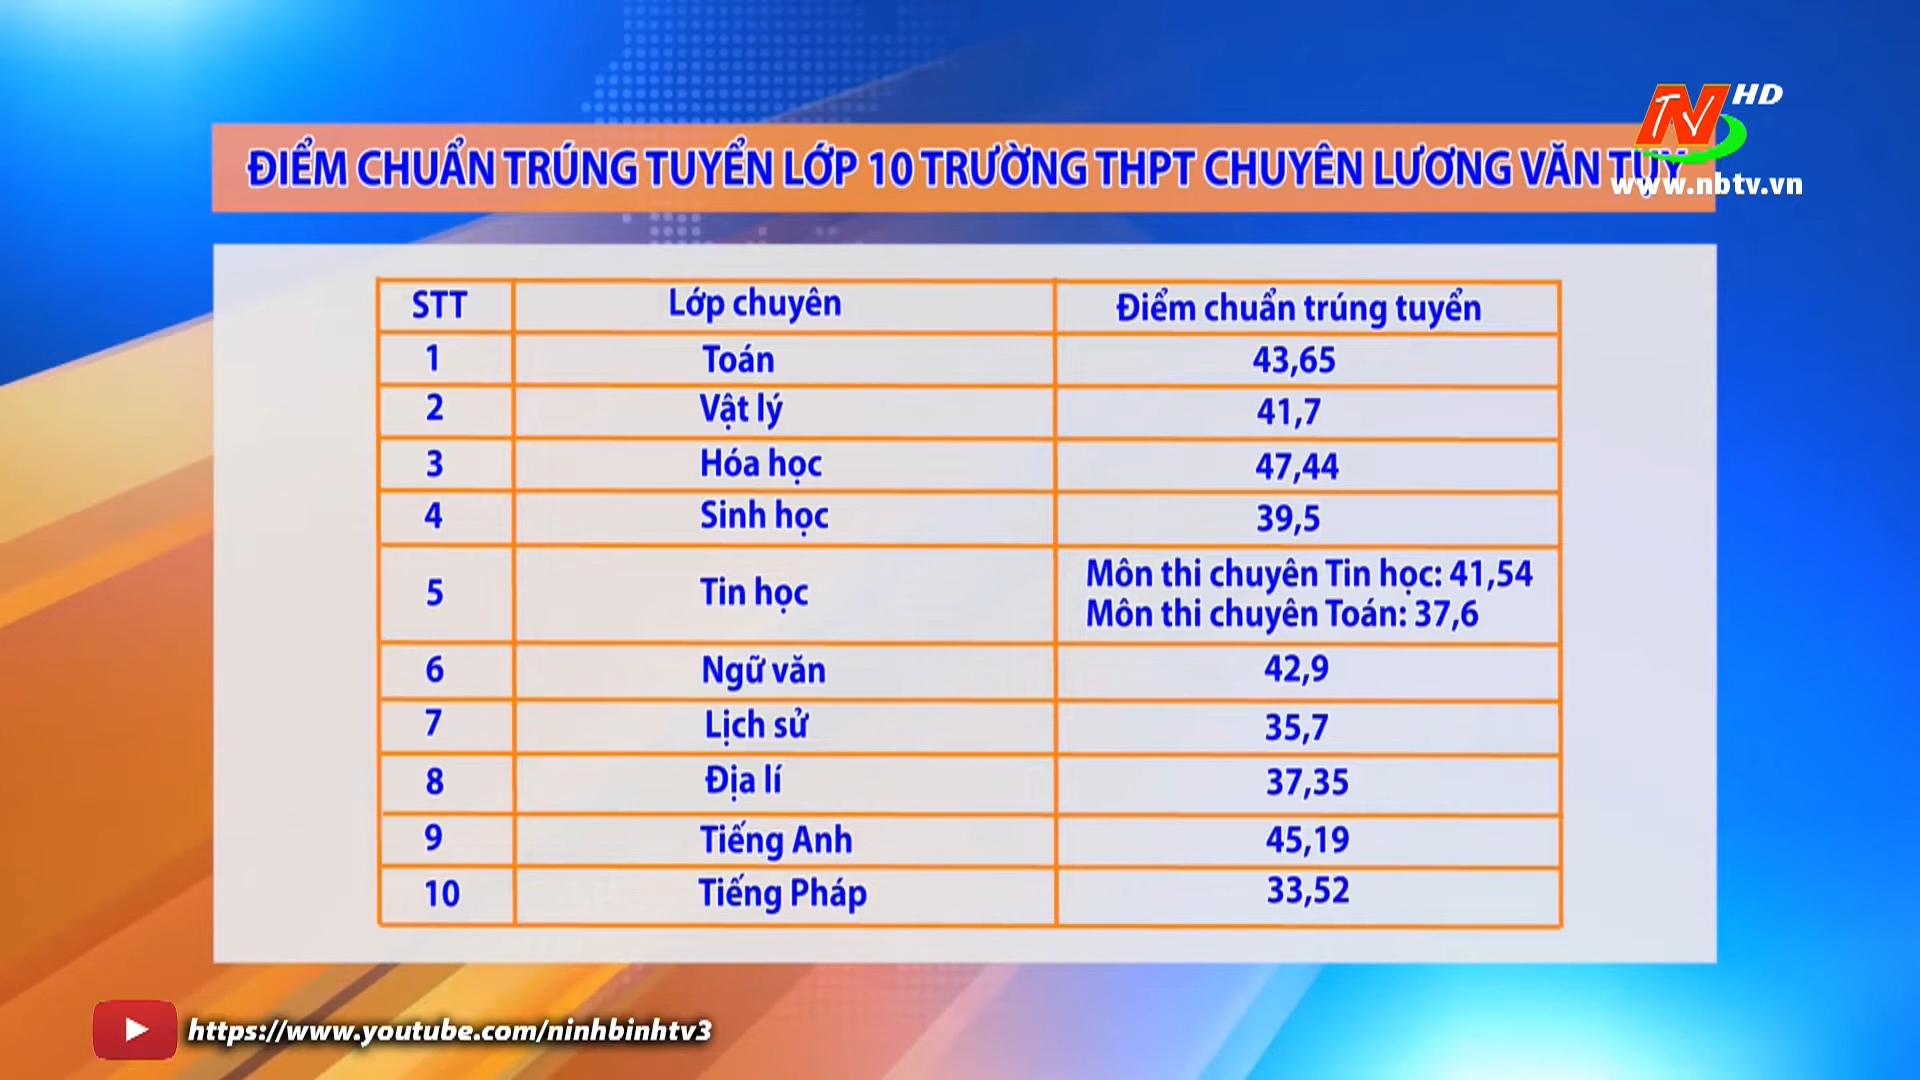 TV HD
ĐIỂM CHUẨN TRÚNG TUYỂN LỚP 10 TRƯỜNG THPT CHUYÊN LƯƠNG VĂN TỤY
www.nbtv.vn
STT Lớp chuyên Điểm chuẩn trúng tuyển
1 Toán 43,65
2 Vật lý 41,7
3 Hóa học 47,44
4 Sinh học 39,5
5 Tin học Môn thi chuyên Tin học: 41,54
Môn thi chuyên Toán: 37,6
6 Ngữ văn 42,9
7 Lịch sử 35,7
8 Địa lí 37,35
9 Tiếng Anh 45,19
10 Tiếng Pháp 33,52
https://www.youtube.com/ninhbinhtv3